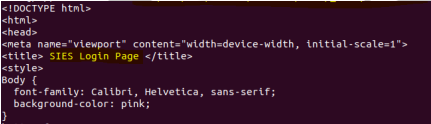 <!DOCTYPE html>
<html>
<head>
<meta name="viewport" content="width=device-width, initial-scale=1">
<title> SIES Login Page </title>
<style>
Body {
  font-family: Calibri, Helvetica, sans-serif;
  background-color: pink;
}